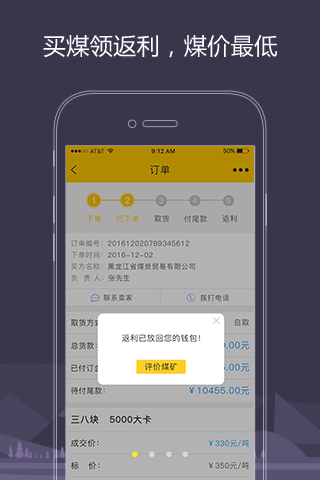 买煤领返利，煤价最低
AT&T 9:12 AM 50%
订单
1 2 3 4 5
下单 已下单 取货 付尾款 返利
订单编号：201612020789345612
下单时间：2016-12-02
买方名称：黑龙江省煤炭贸易有限公司
负责人：张先生
联系卖家 拨打电话
取货方式 自取
返利已放回您的钱包!
总货款：
.00元
评价煤矿
已付订金
.00元
待付尾款：￥10455.00元
三八块 5000大卡
成交价： ￥330元/吨
标 价： ￥350元/吨